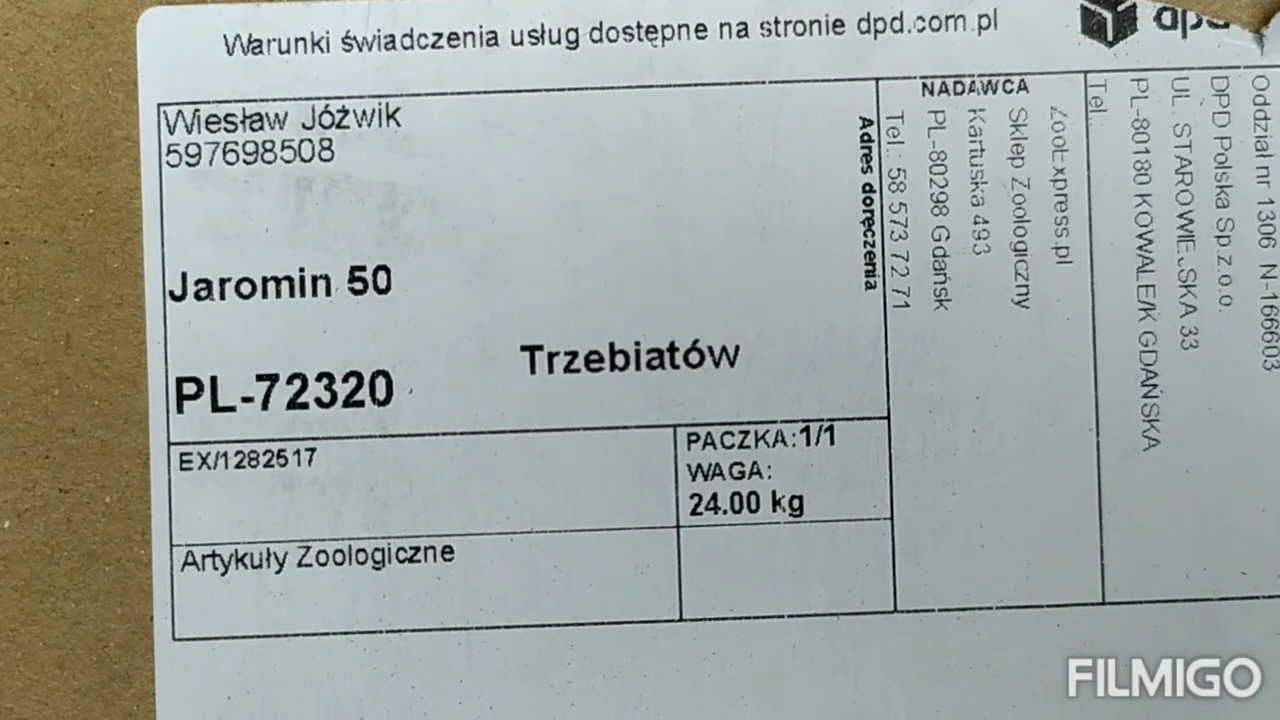 Warunki świadczenia usług dostępne na stronie dpd.com.pl
dpd
Wiesław Jóźwik
597698508
Jaromin 50
PL-72320
Trzebiatów
Adres doręczenia
NADAWCA
ZooExpress.pl
Sklep Zoologiczny
Kartuska 493
PL-80298 Gdańsk
Tel.: 58 573 72 71
Oddział nr 1306 N-166603
DPD Polska Sp.z.o.o.
UL. STAROWIEJSKA 33
PL-80180 KOWALE/K GDAŃSKA
Tel.
EX/1282517
PACZKA:1/1
WAGA:
24.00 kg
Artykuły Zoologiczne
FILMIGO